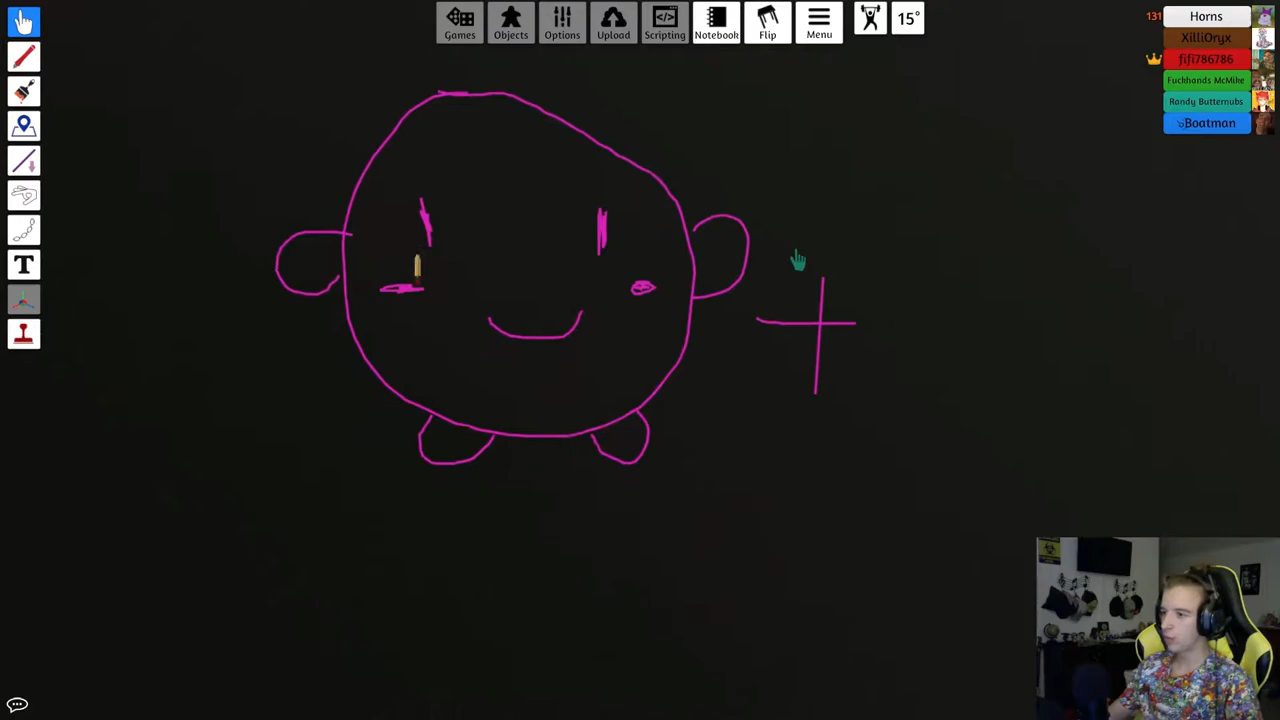 Games
Objects
Options
Upload
Scripting
Notebook
Flip
Menu
15°
131 Horns
XilliOryx
fifi786786
Fuckhands McMike
Randy Butternubs
Boatman
T